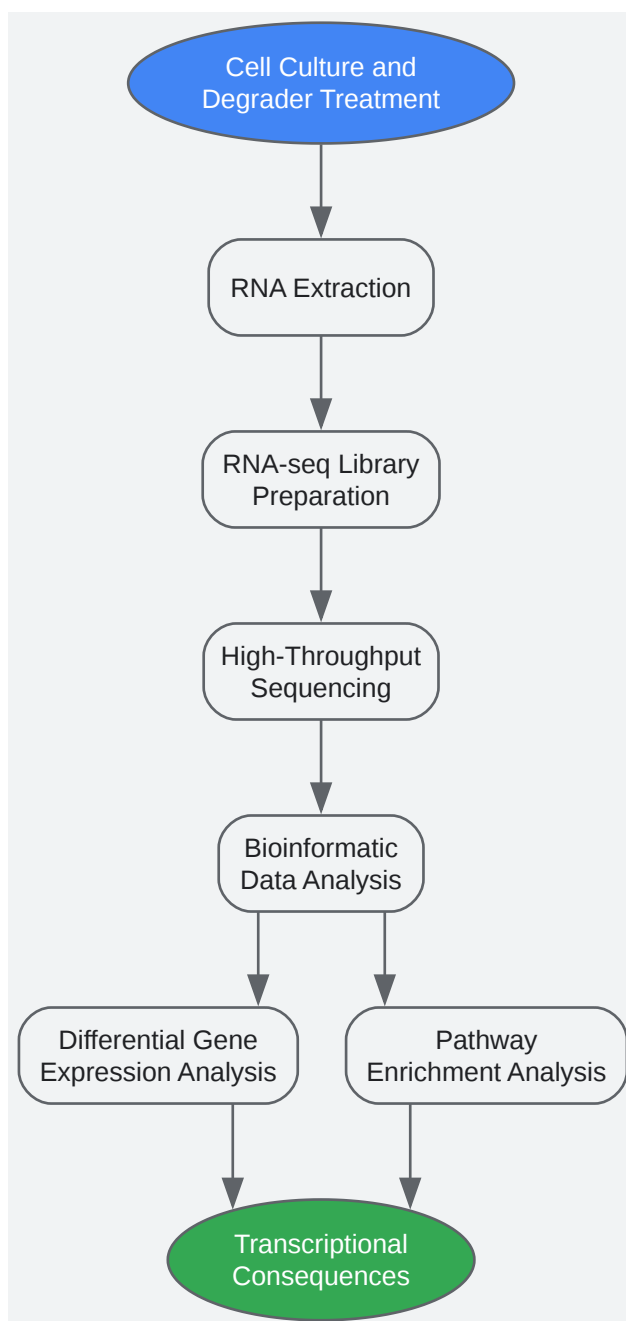 Cell Culture and
Degrader Treatment
RNA Extraction
RNA-seq Library
Preparation
High-Throughput
Sequencing
Bioinformatic
Data Analysis
Differential Gene
Expression Analysis
Pathway
Enrichment Analysis
Transcriptional
Consequences